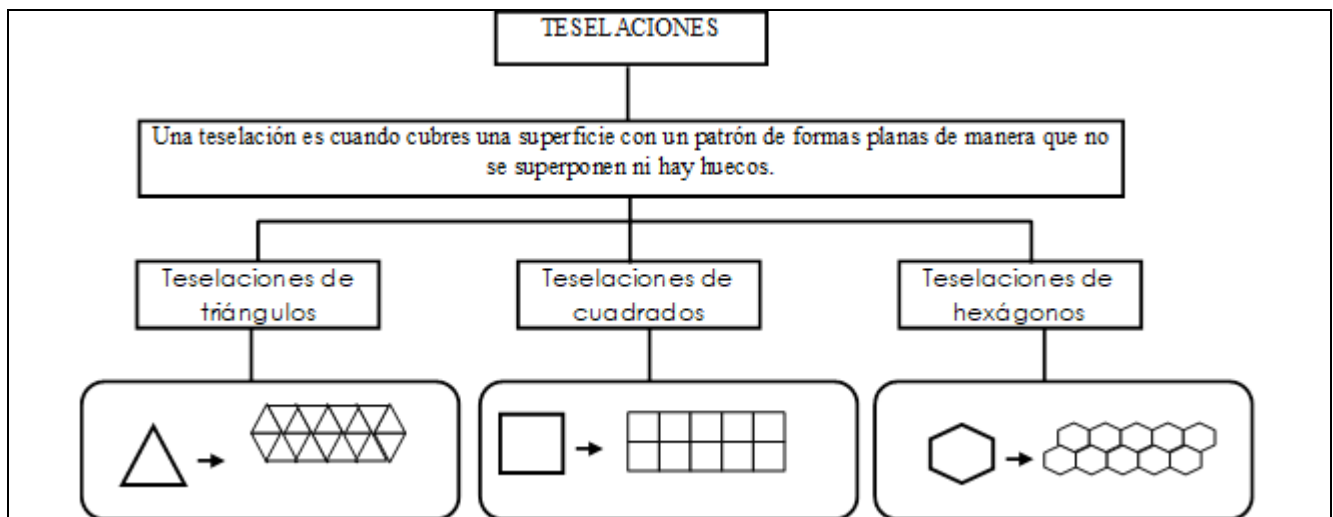 TESELACIONES
Una teselación es cuando cubres una superficie con un patrón de formas planas de manera que no
se superponen ni hay huecos.
Teselaciones de
triángulos
Teselaciones de
cuadrados
Teselaciones de
hexágonos